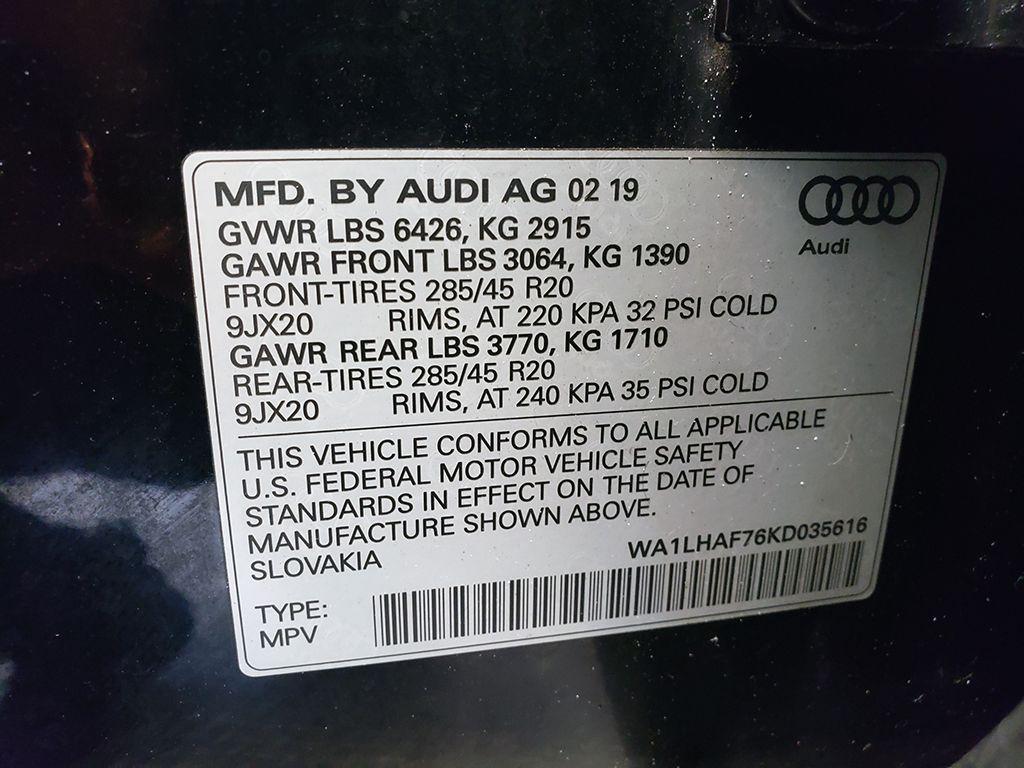 MFD. BY AUDI AG 02 19
GVWR LBS 6426, KG 2915
GAWR FRONT LBS 3064, KG 1390
FRONT-TIRES 285/45 R20
9JX20 RIMS, AT 220 KPA 32 PSI COLD
GAWR REAR LBS 3770, KG 1710
REAR-TIRES 285/45 R20
9JX20 RIMS, AT 240 KPA 35 PSI COLD
Audi
THIS VEHICLE CONFORMS TO ALL APPLICABLE
U.S. FEDERAL MOTOR VEHICLE SAFETY
STANDARDS IN EFFECT ON THE DATE OF
MANUFACTURE SHOWN ABOVE.
SLOVAKIA
WA1LHAF76KD035616
TYPE:
MPV